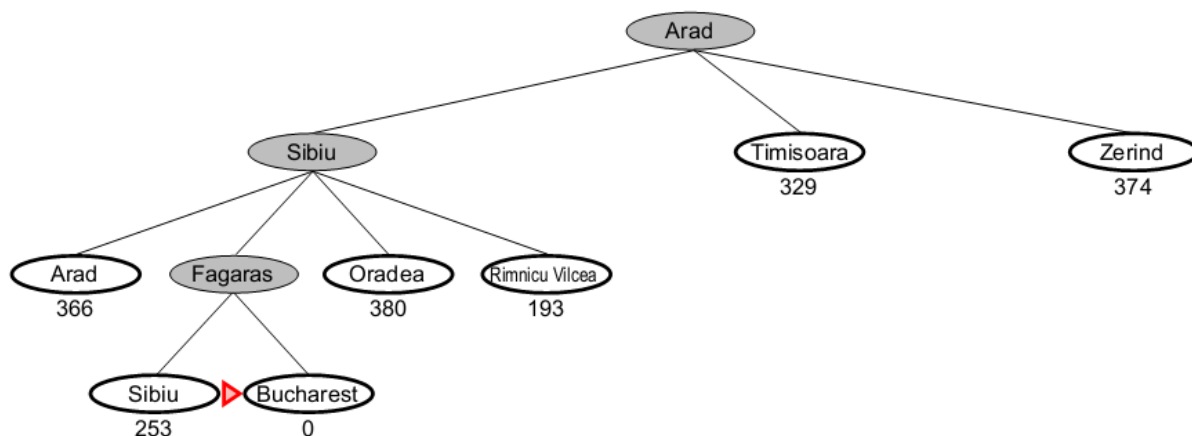 Arad
Sibiu
Timisoara
Zerind
329
374
Arad
Fagaras
Oradea
Rimnicu Vilcea
366
380
193
Sibiu
Bucharest
253
0